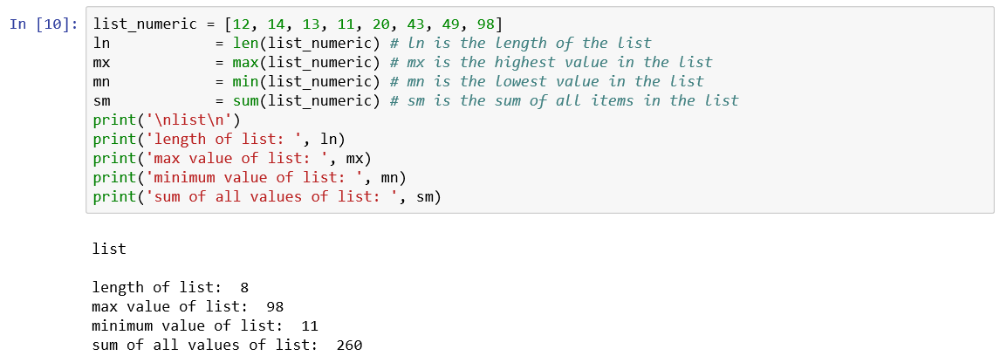 In [10]: list_numeric = [12, 14, 13, 11, 20, 43, 49, 98]
ln            = len(list_numeric) # ln is the length of the list
mx            = max(list_numeric) # mx is the highest value in the list
mn            = min(list_numeric) # mn is the lowest value in the list
sm            = sum(list_numeric) # sm is the sum of all items in the list
print('\nlist\n')
print('length of list: ', ln)
print('max value of list: ', mx)
print('minimum value of list: ', mn)
print('sum of all values of list: ', sm)
list
length of list:  8
max value of list:  98
minimum value of list:  11
sum of all values of list:  260